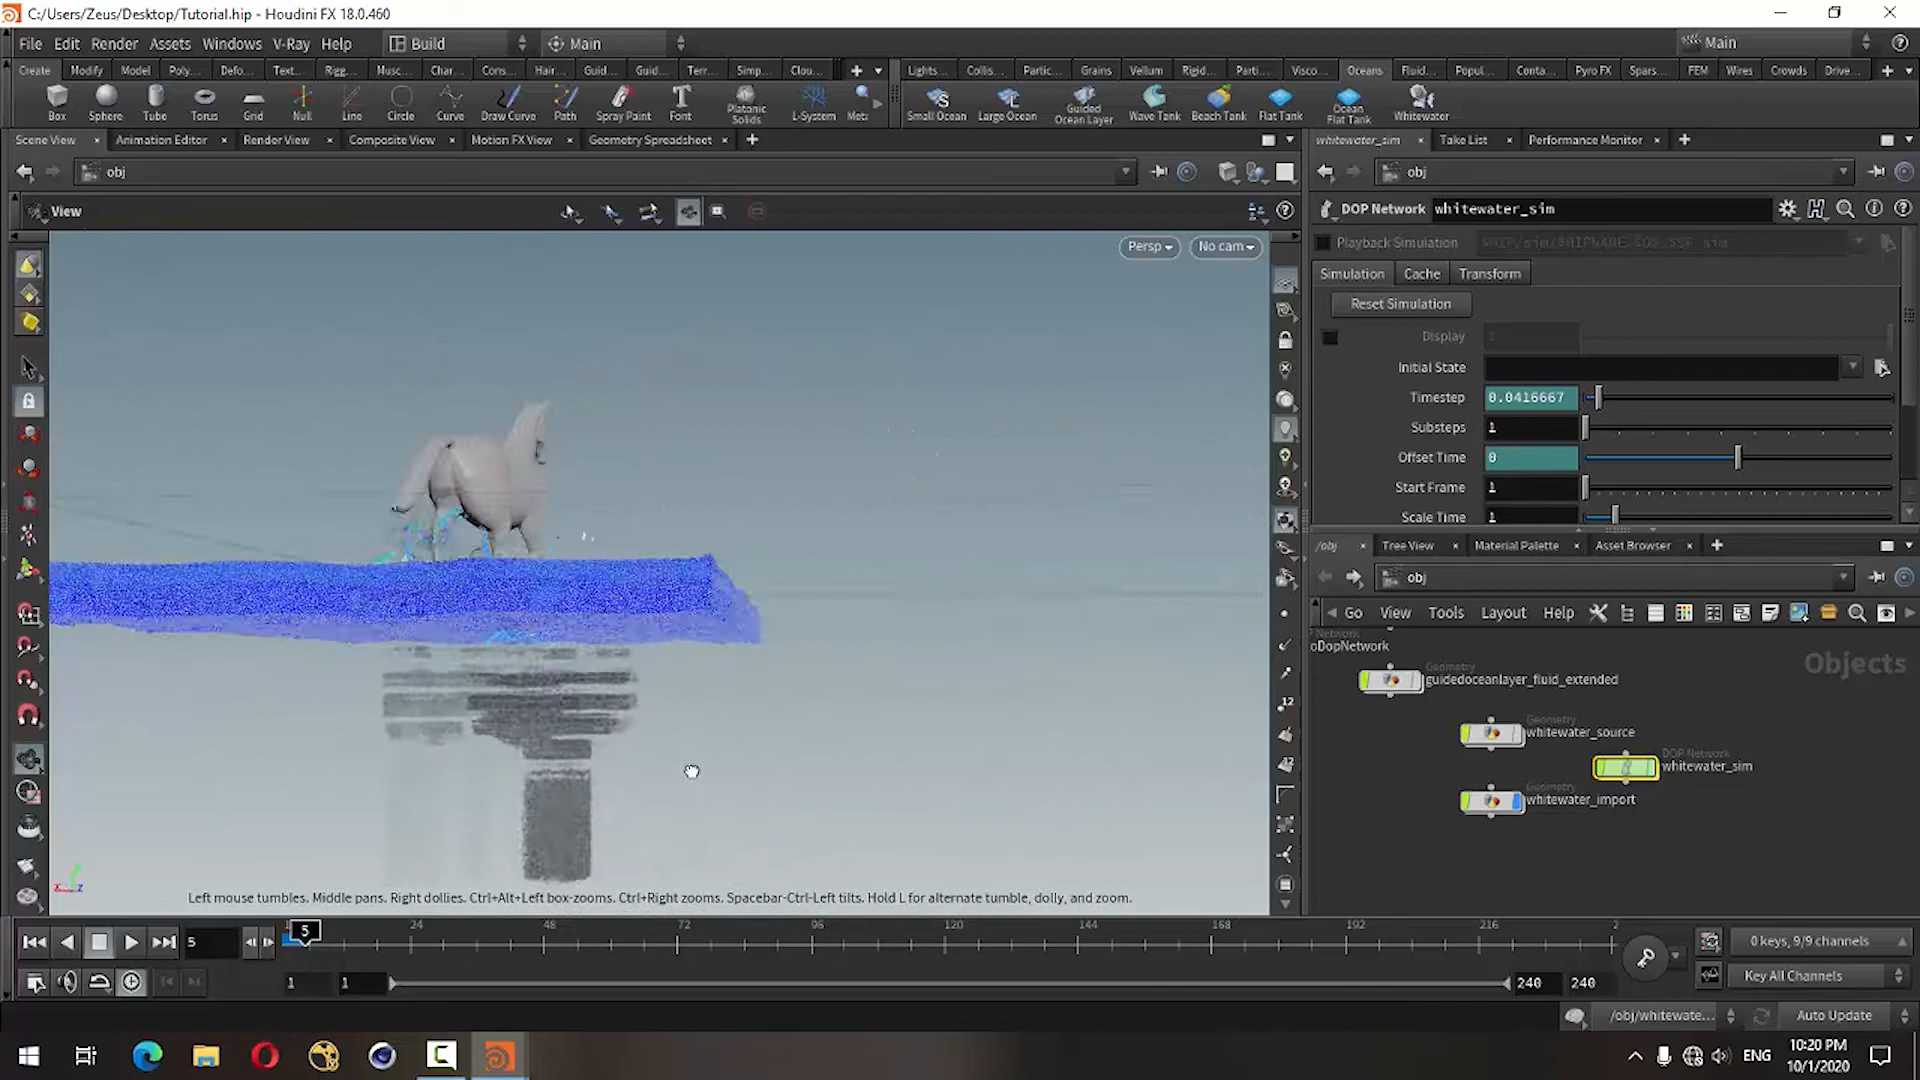 C:/Users/Zeus/Desktop/Tutorial.hip - Houdini FX 18.0.460
File Edit Render Assets Windows V-Ray Help Build Main Main
Create Modify Model Poly... Defo... Text... Rigg... Musc... Char... Cons... Hair... Guid... Guid... Terr... Simp... Clou... Lights... Collis... Partic... Grains Vellum Rigid... Parti... Visco... Oceans Fluid... Popul... Conta... Pyro FX Spars... FEM Wires Crowds Drive...
Box Sphere Tube Torus Grid Null Line Circle Curve Draw Curve Path Spray Paint Font Platonic Solids L-System Meta Small Ocean Large Ocean Guided Ocean Layer Wave Tank Beach Tank Flat Tank Ocean Flat Tank Whitewater
Scene View Animation Editor Render View Composite View Motion FX View Geometry Spreadsheet
whitewater_sim Take List Performance Monitor
obj
obj
View
DOP Network whitewater_sim
Persp No cam
Playback Simulation
Simulation Cache Transform
Reset Simulation
Display
Initial State
Timestep 0.0416667
Substeps 1
Offset Time 0
Start Frame 1
Scale Time 1
/obj Tree View Material Palette Asset Browser
obj
Go View Tools Layout Help
Network
oDopNetwork
Objects
Geometry
guidedoceanlayer_fluid_extended
Geometry
whitewater_source
DOP Network
whitewater_sim
Geometry
whitewater_import
Left mouse tumbles. Middle pans. Right dollies. Ctrl+Alt+Left box-zooms. Ctrl+Right zooms. Spacebar-Ctrl-Left tilts. Hold L for alternate tumble, dolly, and zoom.
5 5 24 48 72 96 120 144 168 192 216 2
0 keys, 9/9 channels
1 1 240 240
Key All Channels
/obj/whitewate... Auto Update
ENG
10:20 PM
10/1/2020